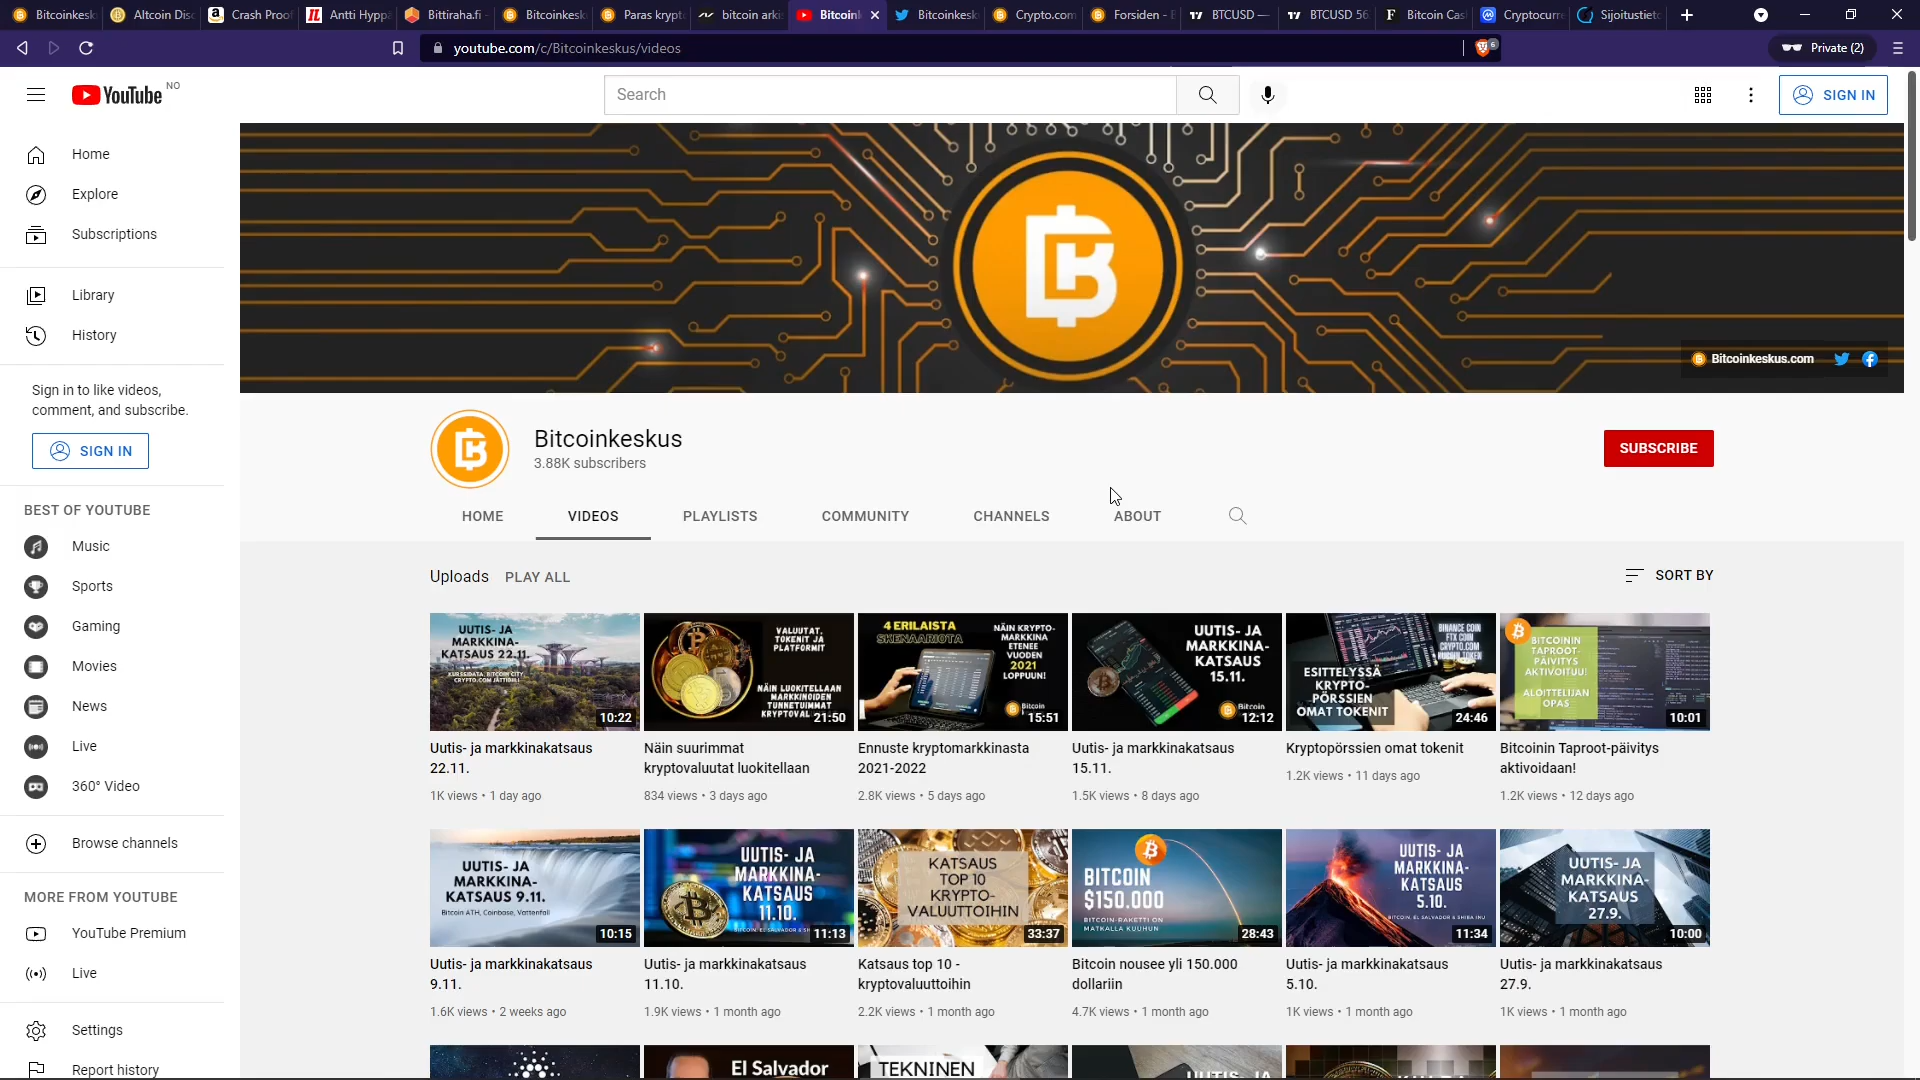 Bitcoinkesk
Altcoin Dis
Crash Proof
Antti Hyppä
Bittiraha.fi -
Bitcoinkesk
Paras krypt
bitcoin arki
Bitcoin
Bitcoinkesk
Crypto.com
Forsiden - B
BTCUSD —
BTCUSD 56
Bitcoin Cas
Cryptocurre
Sijoitustiet
youtube.com/c/Bitcoinkeskus/videos
6
Private (2)
YouTube NO
Search
SIGN IN
Home
Explore
Subscriptions
Library
History
Sign in to like videos,
comment, and subscribe.
SIGN IN
BEST OF YOUTUBE
Music
Sports
Gaming
Movies
News
Live
360° Video
Browse channels
MORE FROM YOUTUBE
YouTube Premium
Live
Settings
Report history
Bitcoinkeskus.com
Bitcoinkeskus
3.88K subscribers
SUBSCRIBE
HOME
VIDEOS
PLAYLISTS
COMMUNITY
CHANNELS
ABOUT
Uploads
PLAY ALL
SORT BY
UUTIS- JA
MARKKINA-
KATSAUS 22.11.
KURSSIDATA, BITCOIN CITY,
CRYPTO.COM JÄTTIDIILI
10:22
Uutis- ja markkinakatsaus
22.11.
1K views • 1 day ago
VALUUTAT,
TOKENIT JA
PLATFORMIT
NÄIN LUOKITELLAAN
MARKKINOIDEN
TUNNETUIMMAT
KRYPTOVAL
21:50
Näin suurimmat
kryptovaluutat luokitellaan
834 views • 3 days ago
4 ERILAISTA
SKENAARIOTA
NÄIN KRYPTO-
MARKKINA
ETENEE
VUODEN
2021
LOPPUUN!
Bitcoin
15:51
Ennuste kryptomarkkinasta
2021-2022
2.8K views • 5 days ago
UUTIS- JA
MARKKINA-
KATSAUS
15.11.
Bitcoin
12:12
Uutis- ja markkinakatsaus
15.11.
1.5K views • 8 days ago
BINANCE COIN
FTX COIN
CRYPTO.COM
ESITTELYSSÄ
KRYPTO-
PÖRSSIEN
OMAT TOKENIT
24:46
Kryptopörssien omat tokenit
1.2K views • 11 days ago
BITCOININ
TAPROOT-
PÄIVITYS
AKTIVOITUU!
ALOITTELIJAN
OPAS
10:01
Bitcoinin Taproot-päivitys
aktivoidaan!
1.2K views • 12 days ago
UUTIS- JA
MARKKINA-
KATSAUS 9.11.
Bitcoin ATH, Coinbase, Vattenfall
10:15
Uutis- ja markkinakatsaus
9.11.
1.6K views • 2 weeks ago
UUTIS- JA
MARKKINA-
KATSAUS
11.10.
BITCOIN, EL SALVADOR & SH
11:13
Uutis- ja markkinakatsaus
11.10.
1.9K views • 1 month ago
KATSAUS
TOP 10
KRYPTO-
VALUUTTOIHIN
33:37
Katsaus top 10 -
kryptovaluuttoihin
2.2K views • 1 month ago
BITCOIN
$150.000
BITCOIN-RAKETTI ON
MATKALLA KUUHUN
28:43
Bitcoin nousee yli 150.000
dollariin
4.7K views • 1 month ago
UUTIS- JA
MARKKINA-
KATSAUS
5.10.
BITCOIN, EL SALVADOR & SHIBA INU
11:34
Uutis- ja markkinakatsaus
5.10.
1K views • 1 month ago
UUTIS- JA
MARKKINA-
KATSAUS
27.9.
10:00
Uutis- ja markkinakatsaus
27.9.
1K views • 1 month ago
El Salvador
TEKNINEN